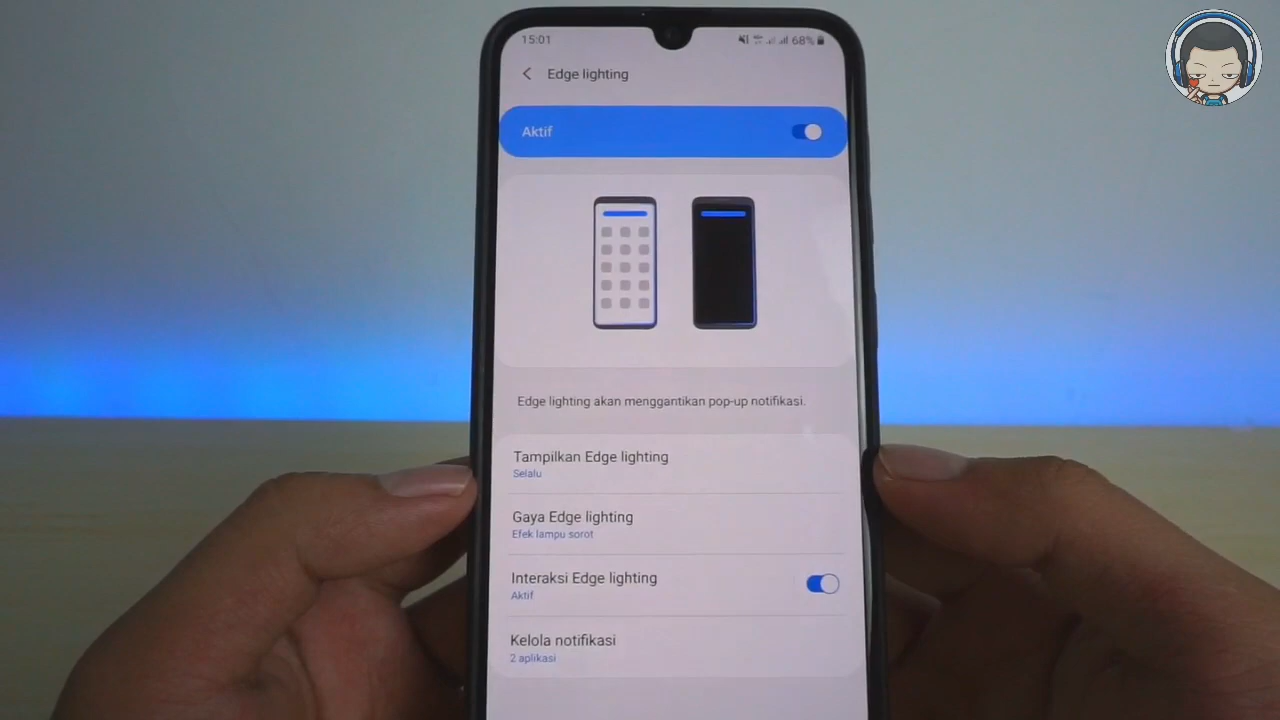 15:01
68%
Edge lighting
Aktif
Edge lighting akan menggantikan pop-up notifikasi.
Tampilkan Edge lighting
Selalu
Gaya Edge lighting
Efek lampu sorot
Interaksi Edge lighting
Aktif
Kelola notifikasi
2 aplikasi